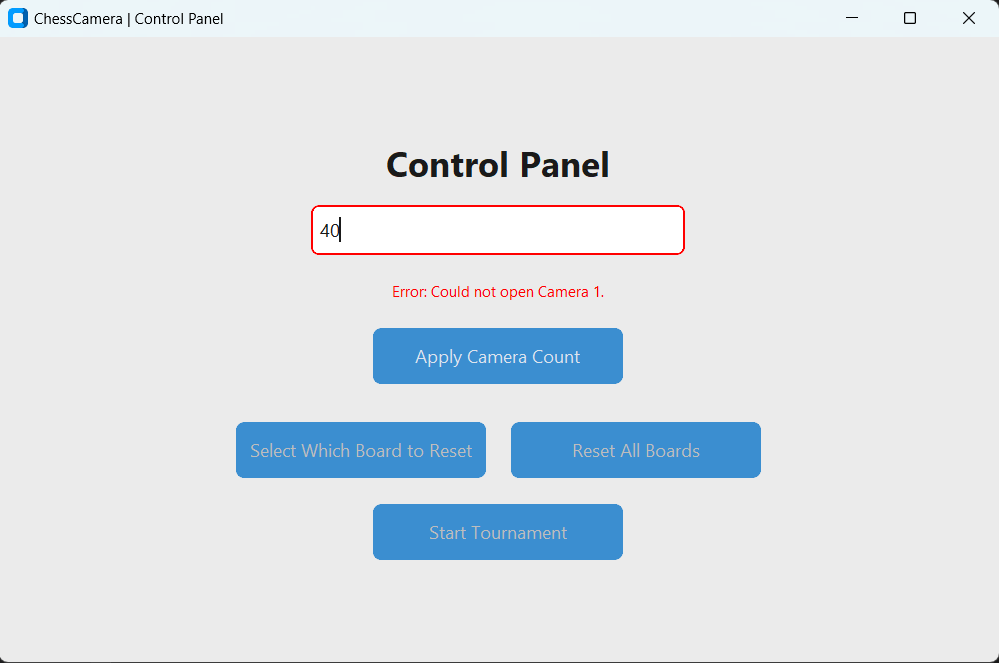 ChessCamera | Control Panel
Control Panel
40
Error: Could not open Camera 1.
Apply Camera Count
Select Which Board to Reset
Reset All Boards
Start Tournament